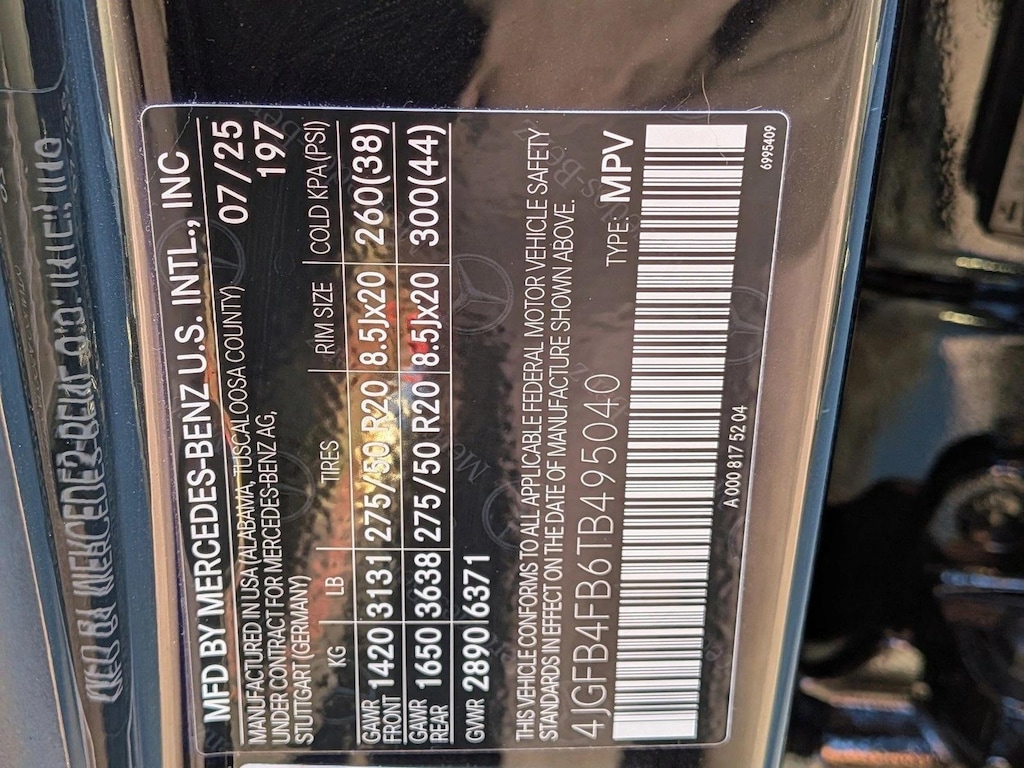 MFD BY MERCEDES-BENZ U.S. INTL., INC
MANUFACTURED IN USA (ALABAMA, TUSCALOOSA COUNTY) 07/25
UNDER CONTRACT FOR MERCEDES-BENZ AG, 197
STUTTGART (GERMANY)
KG LB TIRES RIM SIZE COLD KPA(PSI)
GAWR FRONT 1420 3131 275/50 R20 8.5Jx20 260(38)
GAWR REAR 1650 3638 275/50 R20 8.5Jx20 300(44)
GWR 2890 6371
THIS VEHICLE CONFORMS TO ALL APPLICABLE FEDERAL MOTOR VEHICLE SAFETY
STANDARDS IN EFFECT ON THE DATE OF MANUFACTURE SHOWN ABOVE.
4JGFB4FB6TB495040 TYPE: MPV
A 000 817 52 04
6995409